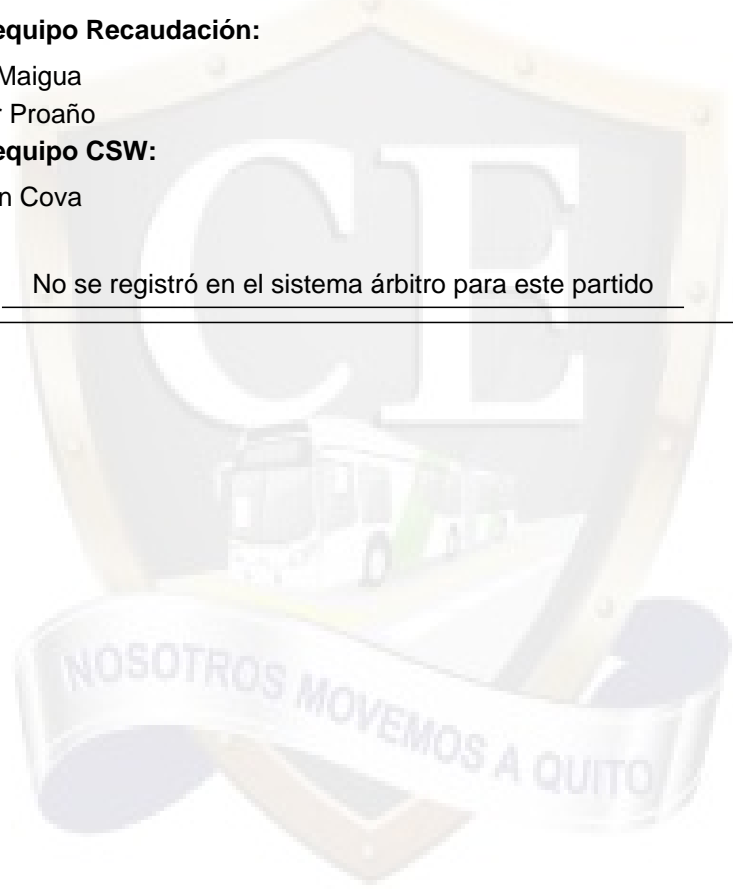 equipo Recaudación:
Maigua
r Proaño
equipo CSW:
n Cova
No se registró en el sistema árbitro para este partido
CE
NOSOTROS MOVEMOS A QUITO